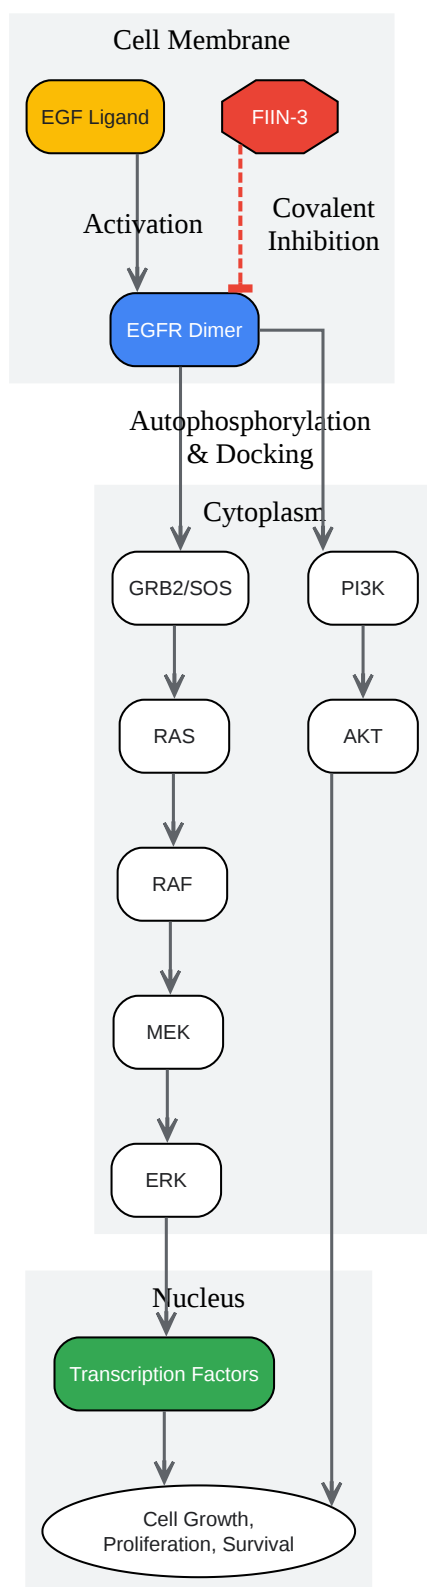 Cell Membrane
EGF Ligand
FIIN-3
Activation
Covalent
Inhibition
EGFR Dimer
Autophosphorylation
& Docking
Cytoplasm
GRB2/SOS
PI3K
RAS
AKT
RAF
MEK
ERK
Nucleus
Transcription Factors
Cell Growth,
Proliferation, Survival